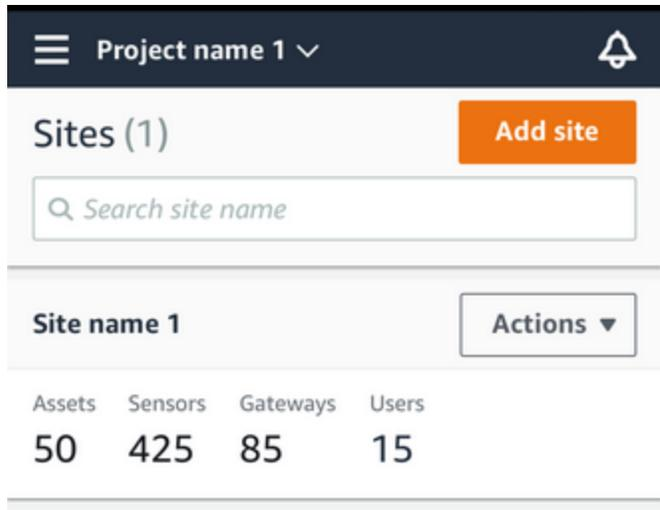 Project name 1
Sites (1)
Add site
Search site name
Site name 1
Actions
Assets Sensors Gateways Users
50 425 85 15